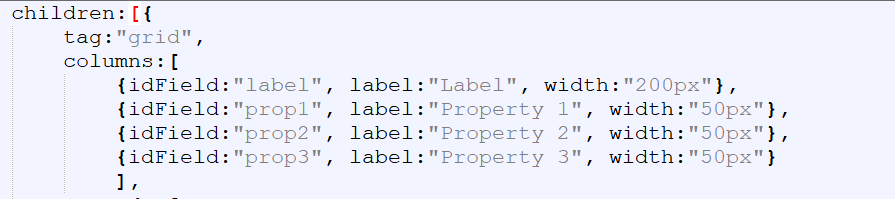 children:[{
tag:"grid",
columns:[
{idField:"label", label:"Label", width:"200px"},
{idField:"prop1", label:"Property 1", width:"50px"},
{idField:"prop2", label:"Property 2", width:"50px"},
{idField:"prop3", label:"Property 3", width:"50px"}
],